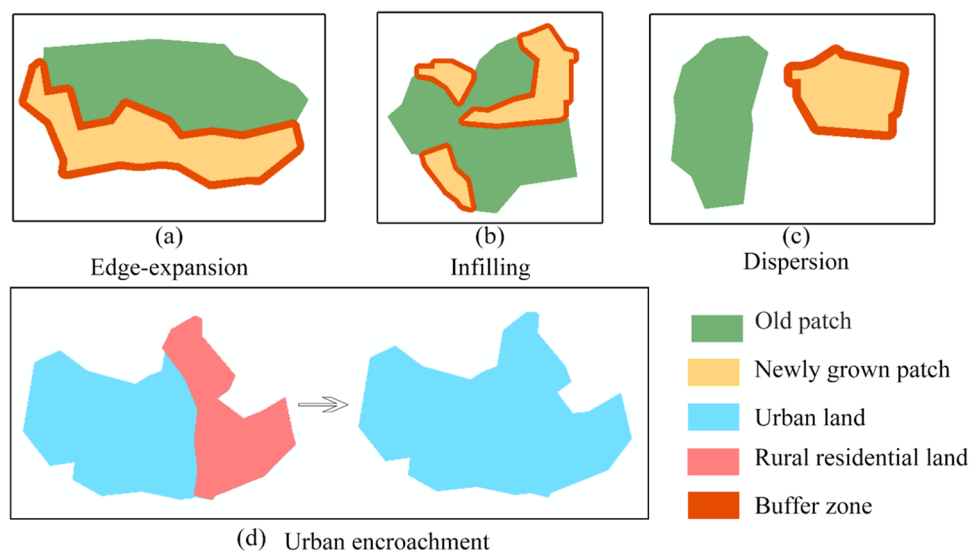 (a)
Edge-expansion
(b)
Infilling
(c)
Dispersion
Old patch
Newly grown patch
Urban land
Rural residential land
Buffer zone
(d) Urban encroachment